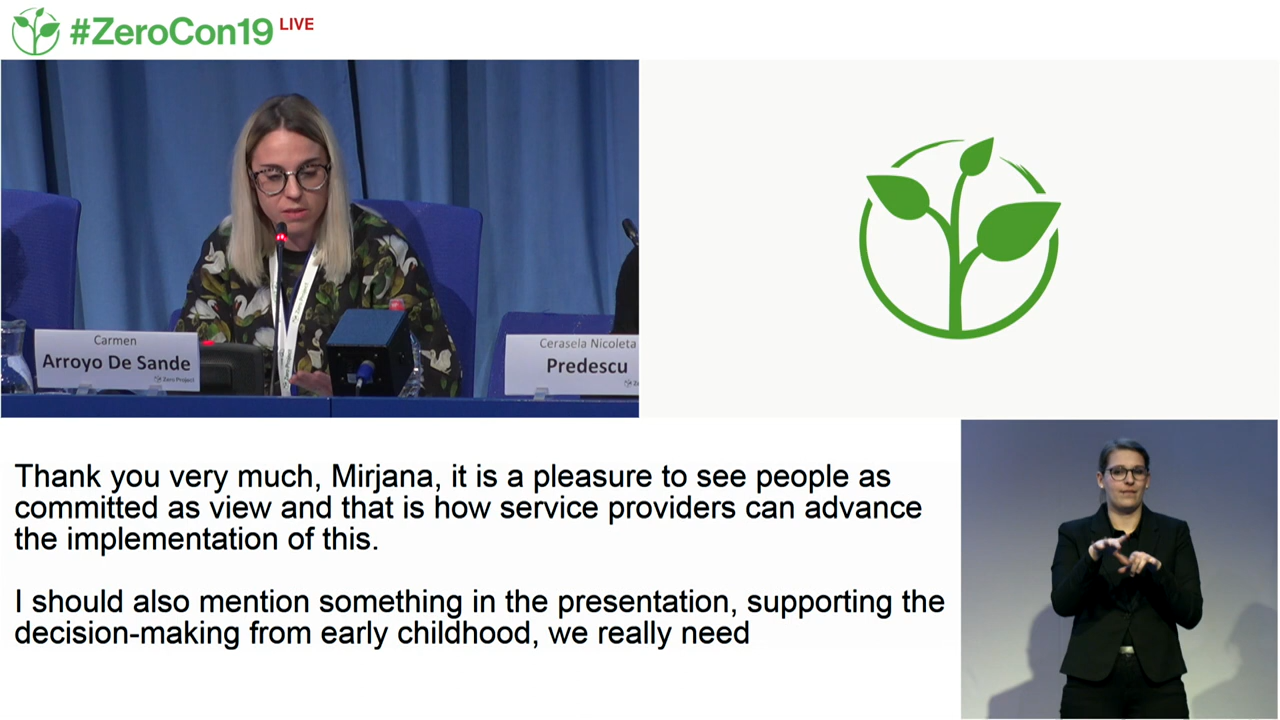 #ZeroCon19 LIVE
Carmen
Arroyo De Sande
Zero Project
Cerasela Nicoleta
Predescu
Thank you very much, Mirjana, it is a pleasure to see people as
committed as view and that is how service providers can advance
the implementation of this.
I should also mention something in the presentation, supporting the
decision-making from early childhood, we really need